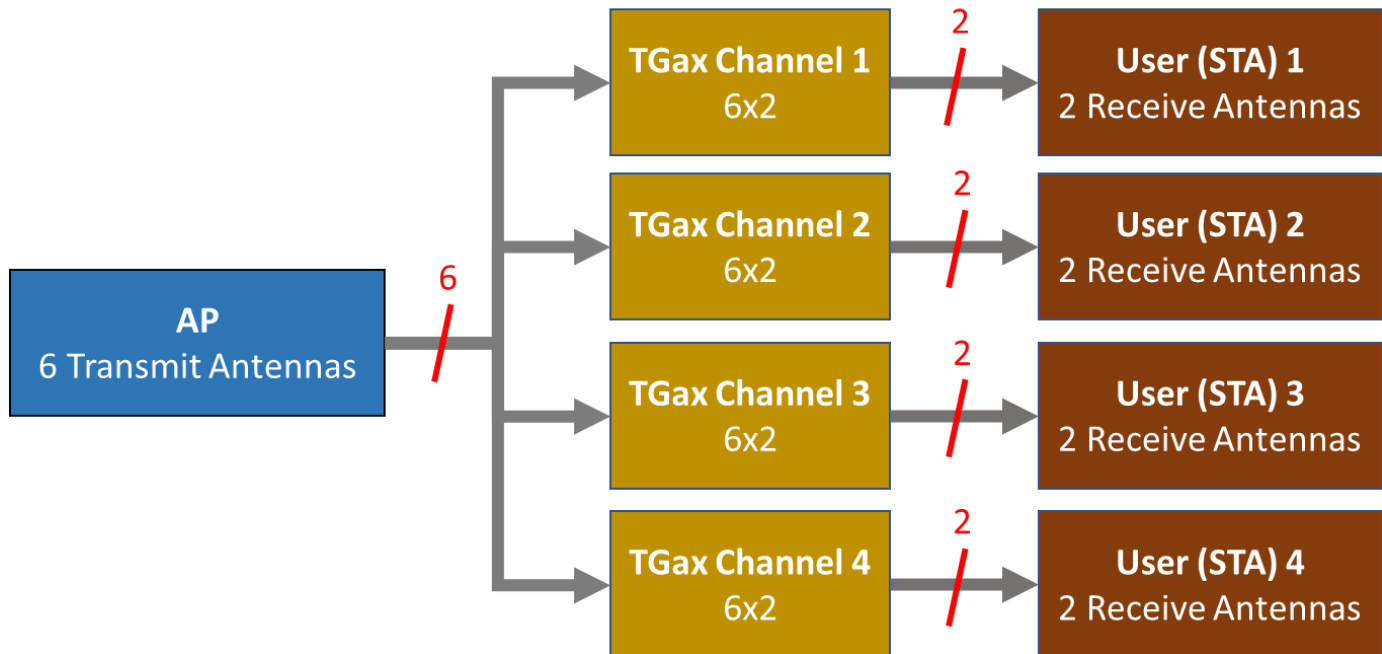 AP
6 Transmit Antennas
6
TGax Channel 1
6x2
2
User (STA) 1
2 Receive Antennas
TGax Channel 2
6x2
2
User (STA) 2
2 Receive Antennas
TGax Channel 3
6x2
2
User (STA) 3
2 Receive Antennas
TGax Channel 4
6x2
2
User (STA) 4
2 Receive Antennas